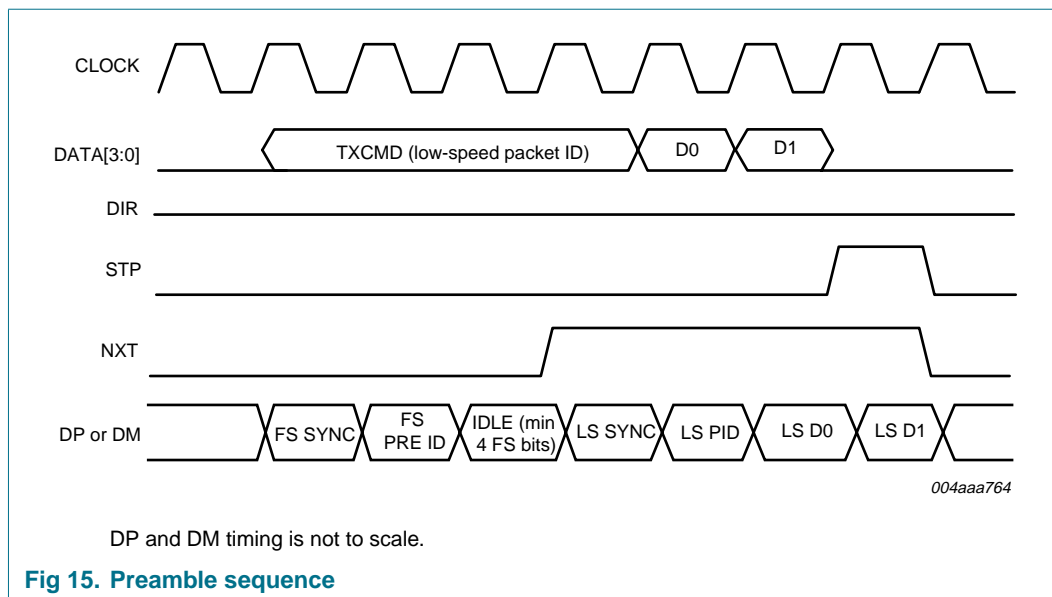 CLOCK
DATA[3:0]
TXCMD (low-speed packet ID)
D0
D1
DIR
STP
NXT
DP or DM
FS SYNC
FS
PRE ID
IDLE (min
4 FS bits)
LS SYNC
LS PID
LS D0
LS D1
004aaa764
DP and DM timing is not to scale.
Fig 15. Preamble sequence